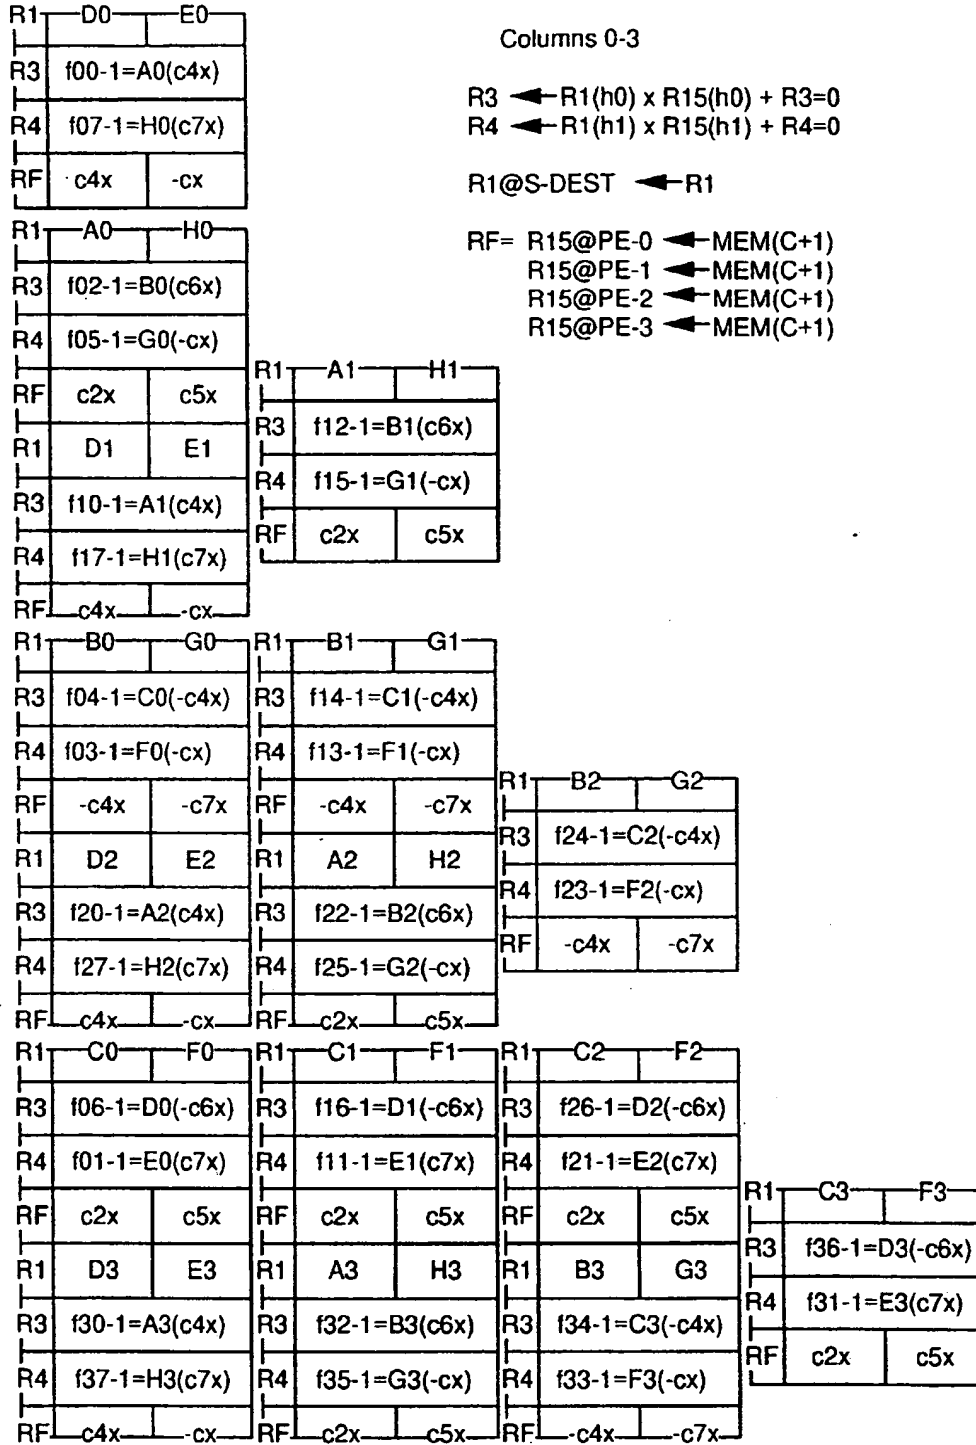 R1 D0 E0
R3 f00-1=A0(c4x)
R4 f07-1=H0(c7x)
RF c4x -cx
Columns 0-3
R3 ← R1(h0) x R15(h0) + R3=0
R4 ← R1(h1) x R15(h1) + R4=0
R1@S-DEST ← R1
RF= R15@PE-0 ← MEM(C+1)
R15@PE-1 ← MEM(C+1)
R15@PE-2 ← MEM(C+1)
R15@PE-3 ← MEM(C+1)
R1 A0 H0
R3 f02-1=B0(c6x)
R4 f05-1=G0(-cx)
RF c2x c5x
R1 D1 E1
R3 f10-1=A1(c4x)
R4 f17-1=H1(c7x)
RF c4x -cx
R1 A1 H1
R3 f12-1=B1(c6x)
R4 f15-1=G1(-cx)
RF c2x c5x
R1 B0 G0
R3 f04-1=C0(-c4x)
R4 f03-1=F0(-cx)
RF -c4x -c7x
R1 D2 E2
R3 f20-1=A2(c4x)
R4 f27-1=H2(c7x)
RF c4x -cx
R1 B1 G1
R3 f14-1=C1(-c4x)
R4 f13-1=F1(-cx)
RF -c4x -c7x
R1 A2 H2
R3 f22-1=B2(c6x)
R4 f25-1=G2(-cx)
RF c2x c5x
R1 B2 G2
R3 f24-1=C2(-c4x)
R4 f23-1=F2(-cx)
RF -c4x -c7x
R1 C0 F0
R3 f06-1=D0(-c6x)
R4 f01-1=E0(c7x)
RF c2x c5x
R1 D3 E3
R3 f30-1=A3(c4x)
R4 f37-1=H3(c7x)
RF c4x -cx
R1 C1 F1
R3 f16-1=D1(-c6x)
R4 f11-1=E1(c7x)
RF c2x c5x
R1 A3 H3
R3 f32-1=B3(c6x)
R4 f35-1=G3(-cx)
RF c2x c5x
R1 C2 F2
R3 f26-1=D2(-c6x)
R4 f21-1=E2(c7x)
RF c2x c5x
R1 B3 G3
R3 f34-1=C3(-c4x)
R4 f33-1=F3(-cx)
RF -c4x -c7x
R1 C3 F3
R3 f36-1=D3(-c6x)
R4 f31-1=E3(c7x)
RF c2x c5x